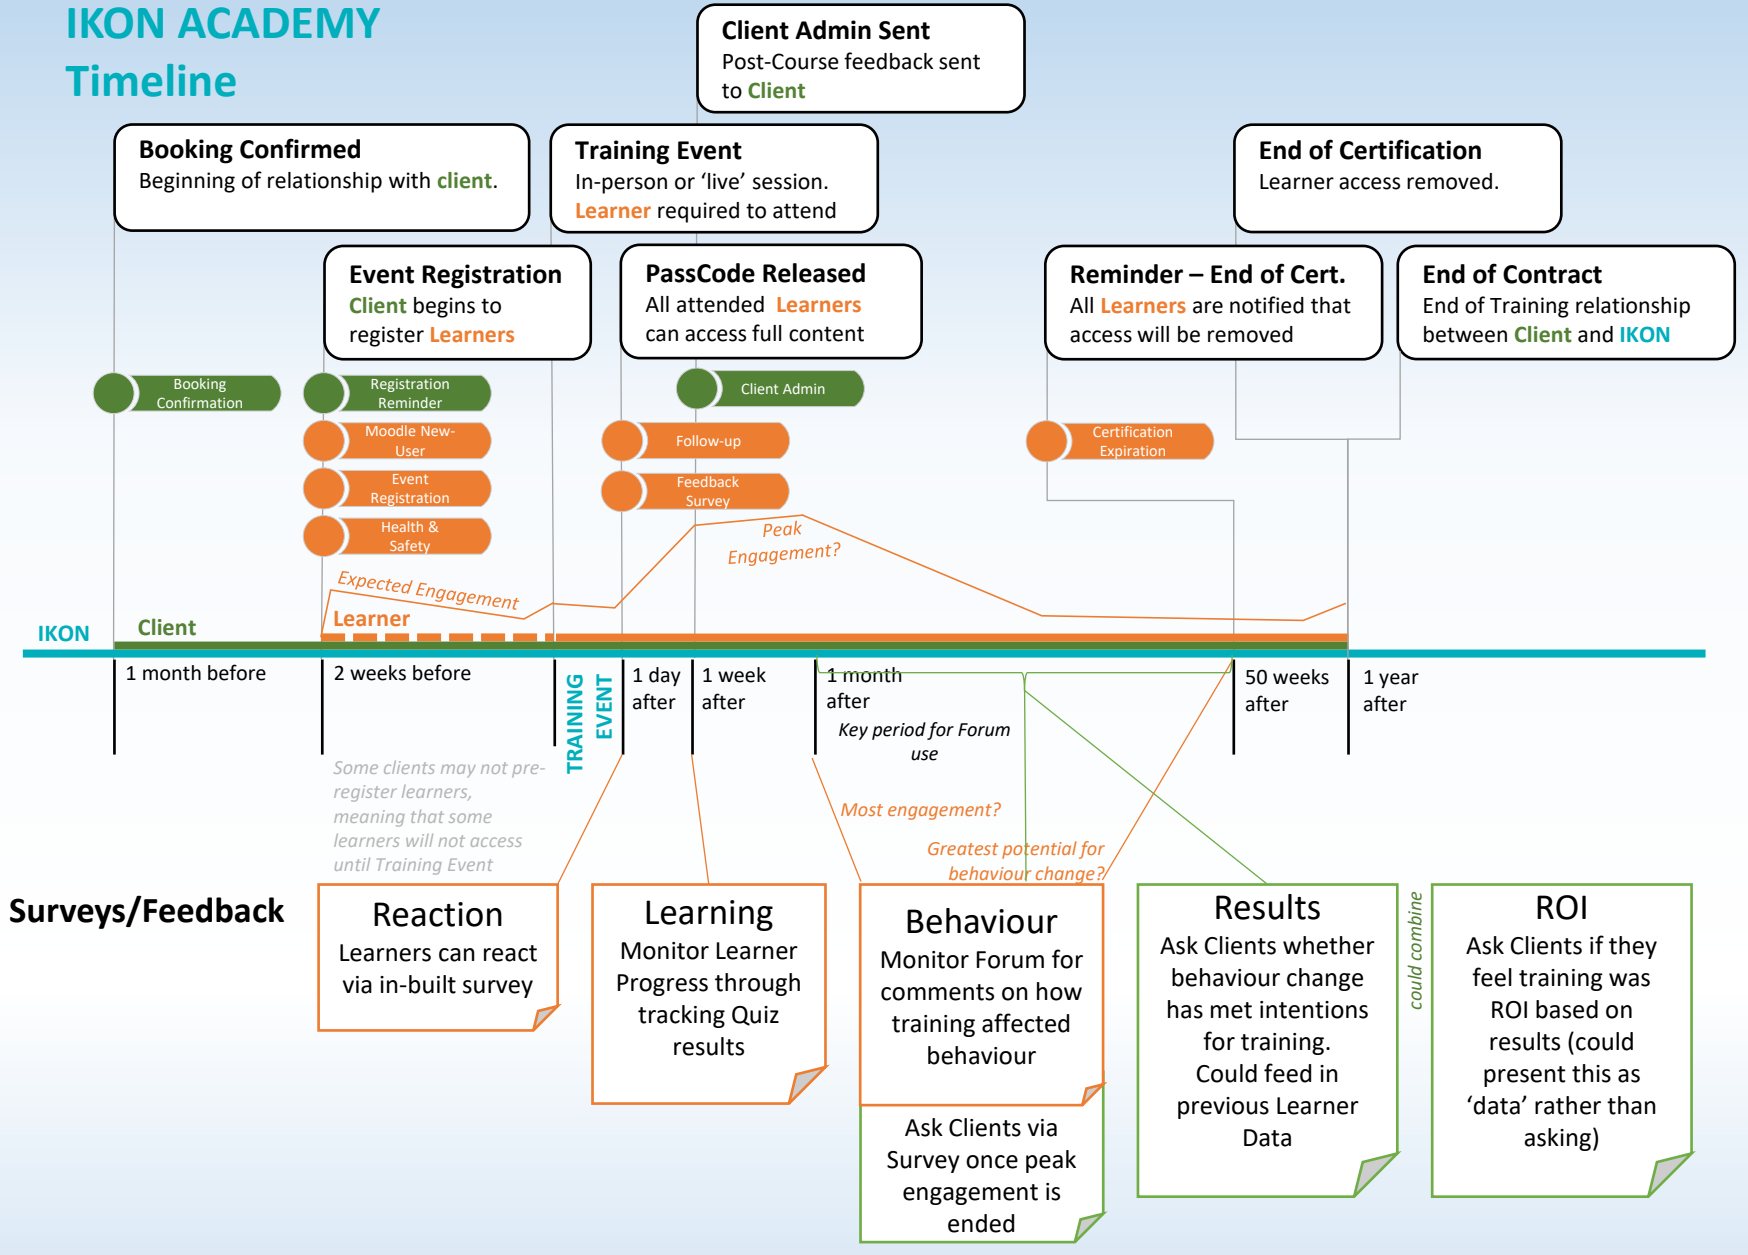 IKON ACADEMY
Timeline
Client Admin Sent
Post-Course feedback sent
to Client
Booking Confirmed
Beginning of relationship with client.
Training Event
In-person or ‘live’ session.
Learner required to attend
End of Certification
Learner access removed.
Event Registration
Client begins to
register Learners
PassCode Released
All attended Learners
can access full content
Reminder – End of Cert.
All Learners are notified that
access will be removed
End of Contract
End of Training relationship
between Client and IKON
Booking
Confirmation
Registration
Reminder
Client Admin
Moodle New-
User
Follow-up
Certification
Expiration
Event
Registration
Feedback
Survey
Health &
Safety
Peak
Engagement?
Expected Engagement
Learner
Client
IKON
1 month before
2 weeks before
TRAINING
EVENT
1 day
after
1 week
after
1 month
after
50 weeks
after
1 year
after
Key period for Forum
use
Some clients may not pre-
register learners,
meaning that some
learners will not access
until Training Event
Most engagement?
Greatest potential for
behaviour change?
Surveys/Feedback
Reaction
Learners can react
via in-built survey
Learning
Monitor Learner
Progress through
tracking Quiz
results
Behaviour
Monitor Forum for
comments on how
training affected
behaviour
Ask Clients via
Survey once peak
engagement is
ended
Results
Ask Clients whether
behaviour change
has met intentions
for training.
Could feed in
previous Learner
Data
could combine
ROI
Ask Clients if they
feel training was
ROI based on
results (could
present this as
‘data’ rather than
asking)